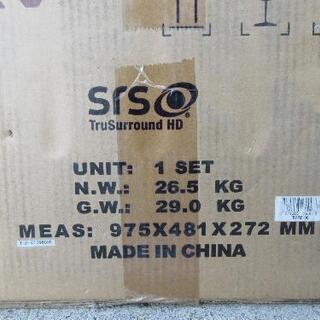 SRS
TruSurround HD
UNIT: 1 SET
N.W.: 26.5 KG
G.W.: 29.0 KG
MEAS: 975X481X272 MM
MADE IN CHINA